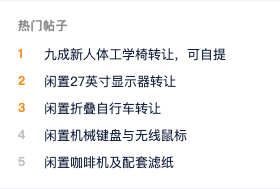 热门帖子
1 九成新人体工学椅转让，可自提
2 闲置27英寸显示器转让
3 闲置折叠自行车转让
4 闲置机械键盘与无线鼠标
5 闲置咖啡机及配套滤纸